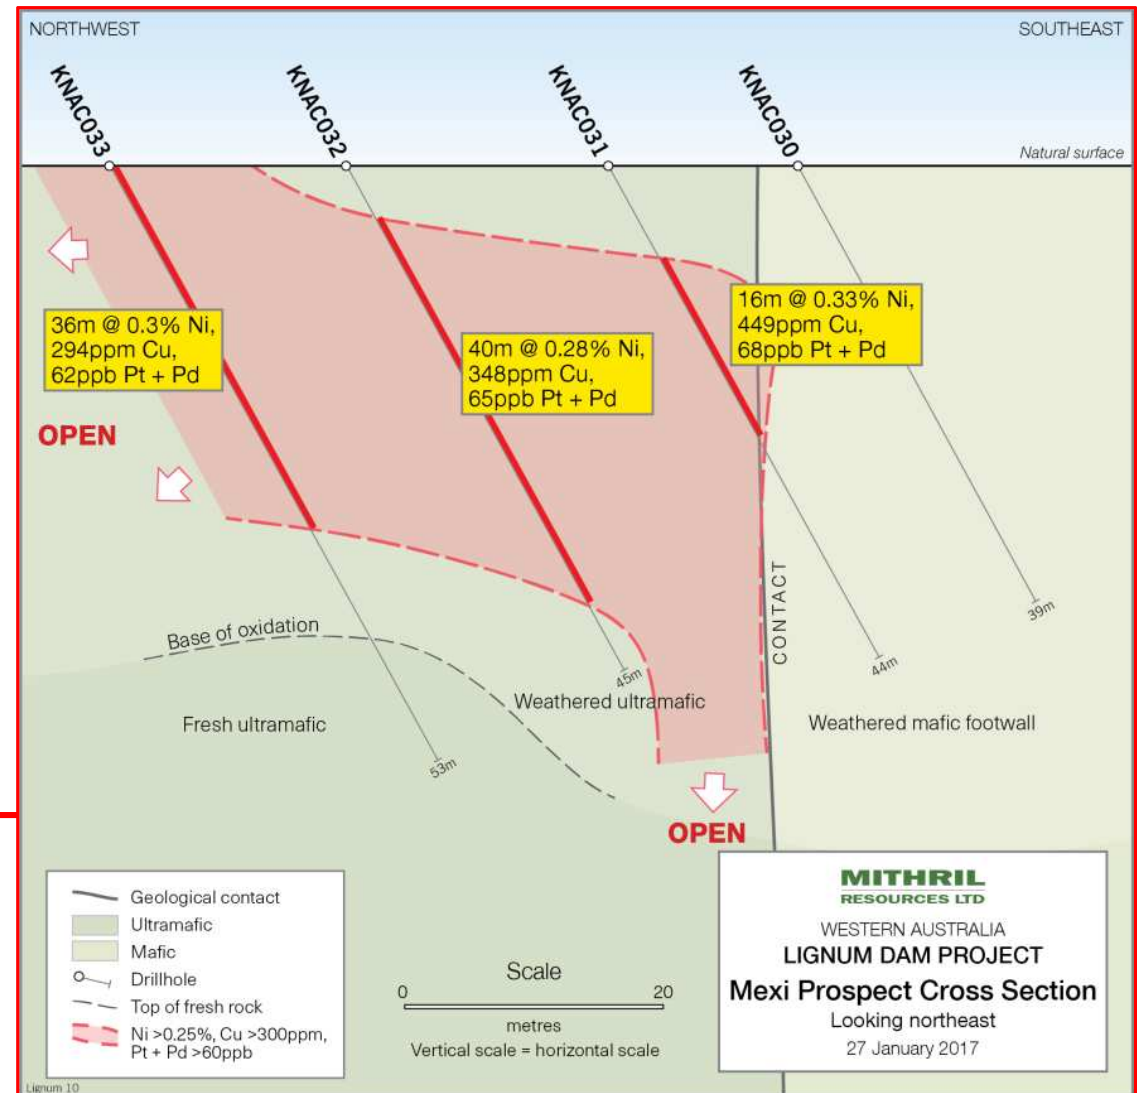 NORTHWEST
SOUTHEAST
KNAC033
KNAC032
KNAC031
KNAC030
Natural surface
36m @ 0.3% Ni,
294ppm Cu,
62ppb Pt + Pd
40m @ 0.28% Ni,
348ppm Cu,
65ppb Pt + Pd
16m @ 0.33% Ni,
449ppm Cu,
68ppb Pt + Pd
OPEN
CONTACT
39m
44m
45m
53m
Base of oxidation
Weathered ultramafic
Fresh ultramafic
Weathered mafic footwall
OPEN
Geological contact
Ultramafic
Mafic
Drillhole
Top of fresh rock
Ni >0.25%, Cu >300ppm,
Pt + Pd >60ppb
Scale
0
20
metres
Vertical scale = horizontal scale
MITHRIL
RESOURCES LTD
WESTERN AUSTRALIA
LIGNUM DAM PROJECT
Mexi Prospect Cross Section
Looking northeast
27 January 2017
Lignum 10